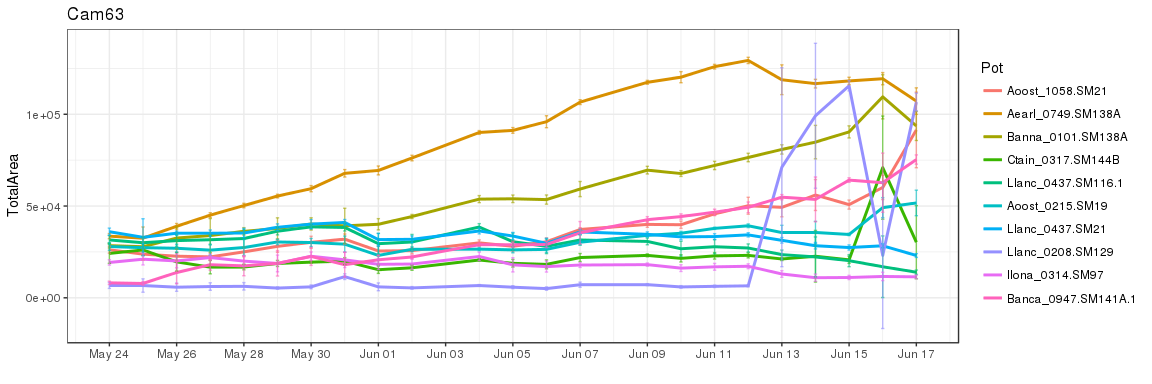 Cam63
TotalArea
1e+05
5e+04
0e+00
May 24 May 26 May 28 May 30 Jun 01 Jun 03 Jun 05 Jun 07 Jun 09 Jun 11 Jun 13 Jun 15 Jun 17
Pot
Aoost_1058.SM21
Aearl_0749.SM138A
Banna_0101.SM138A
Ctain_0317.SM144B
Llanc_0437.SM116.1
Aoost_0215.SM19
Llanc_0437.SM21
Llanc_0208.SM129
Ilona_0314.SM97
Banca_0947.SM141A.1